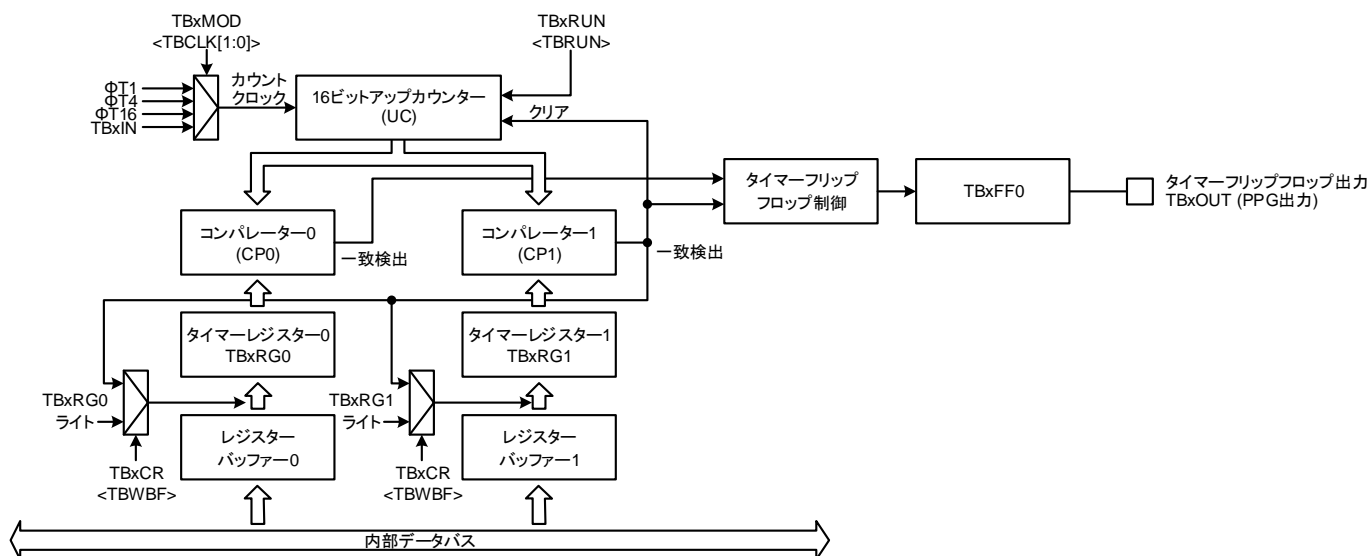 TBxMOD
<TBCLK[1:0]>
TBxRUN
<TBRUN>
ΦT1
ΦT4
ΦT16
TBxIN
カウント
クロック
16ビットアップカウンター
(UC)
クリア
タイマーフリップ
フロップ制御
TBxFF0
タイマーフリップフロップ出力
TBxOUT (PPG出力)
コンパレーター0
(CP0)
一致検出
コンパレーター1
(CP1)
一致検出
タイマーレジスター0
TBxRG0
タイマーレジスター1
TBxRG1
TBxRG0
ライト
TBxRG1
ライト
レジスター
バッファー0
レジスター
バッファー1
TBxCR
<TBWBF>
TBxCR
<TBWBF>
内部データバス